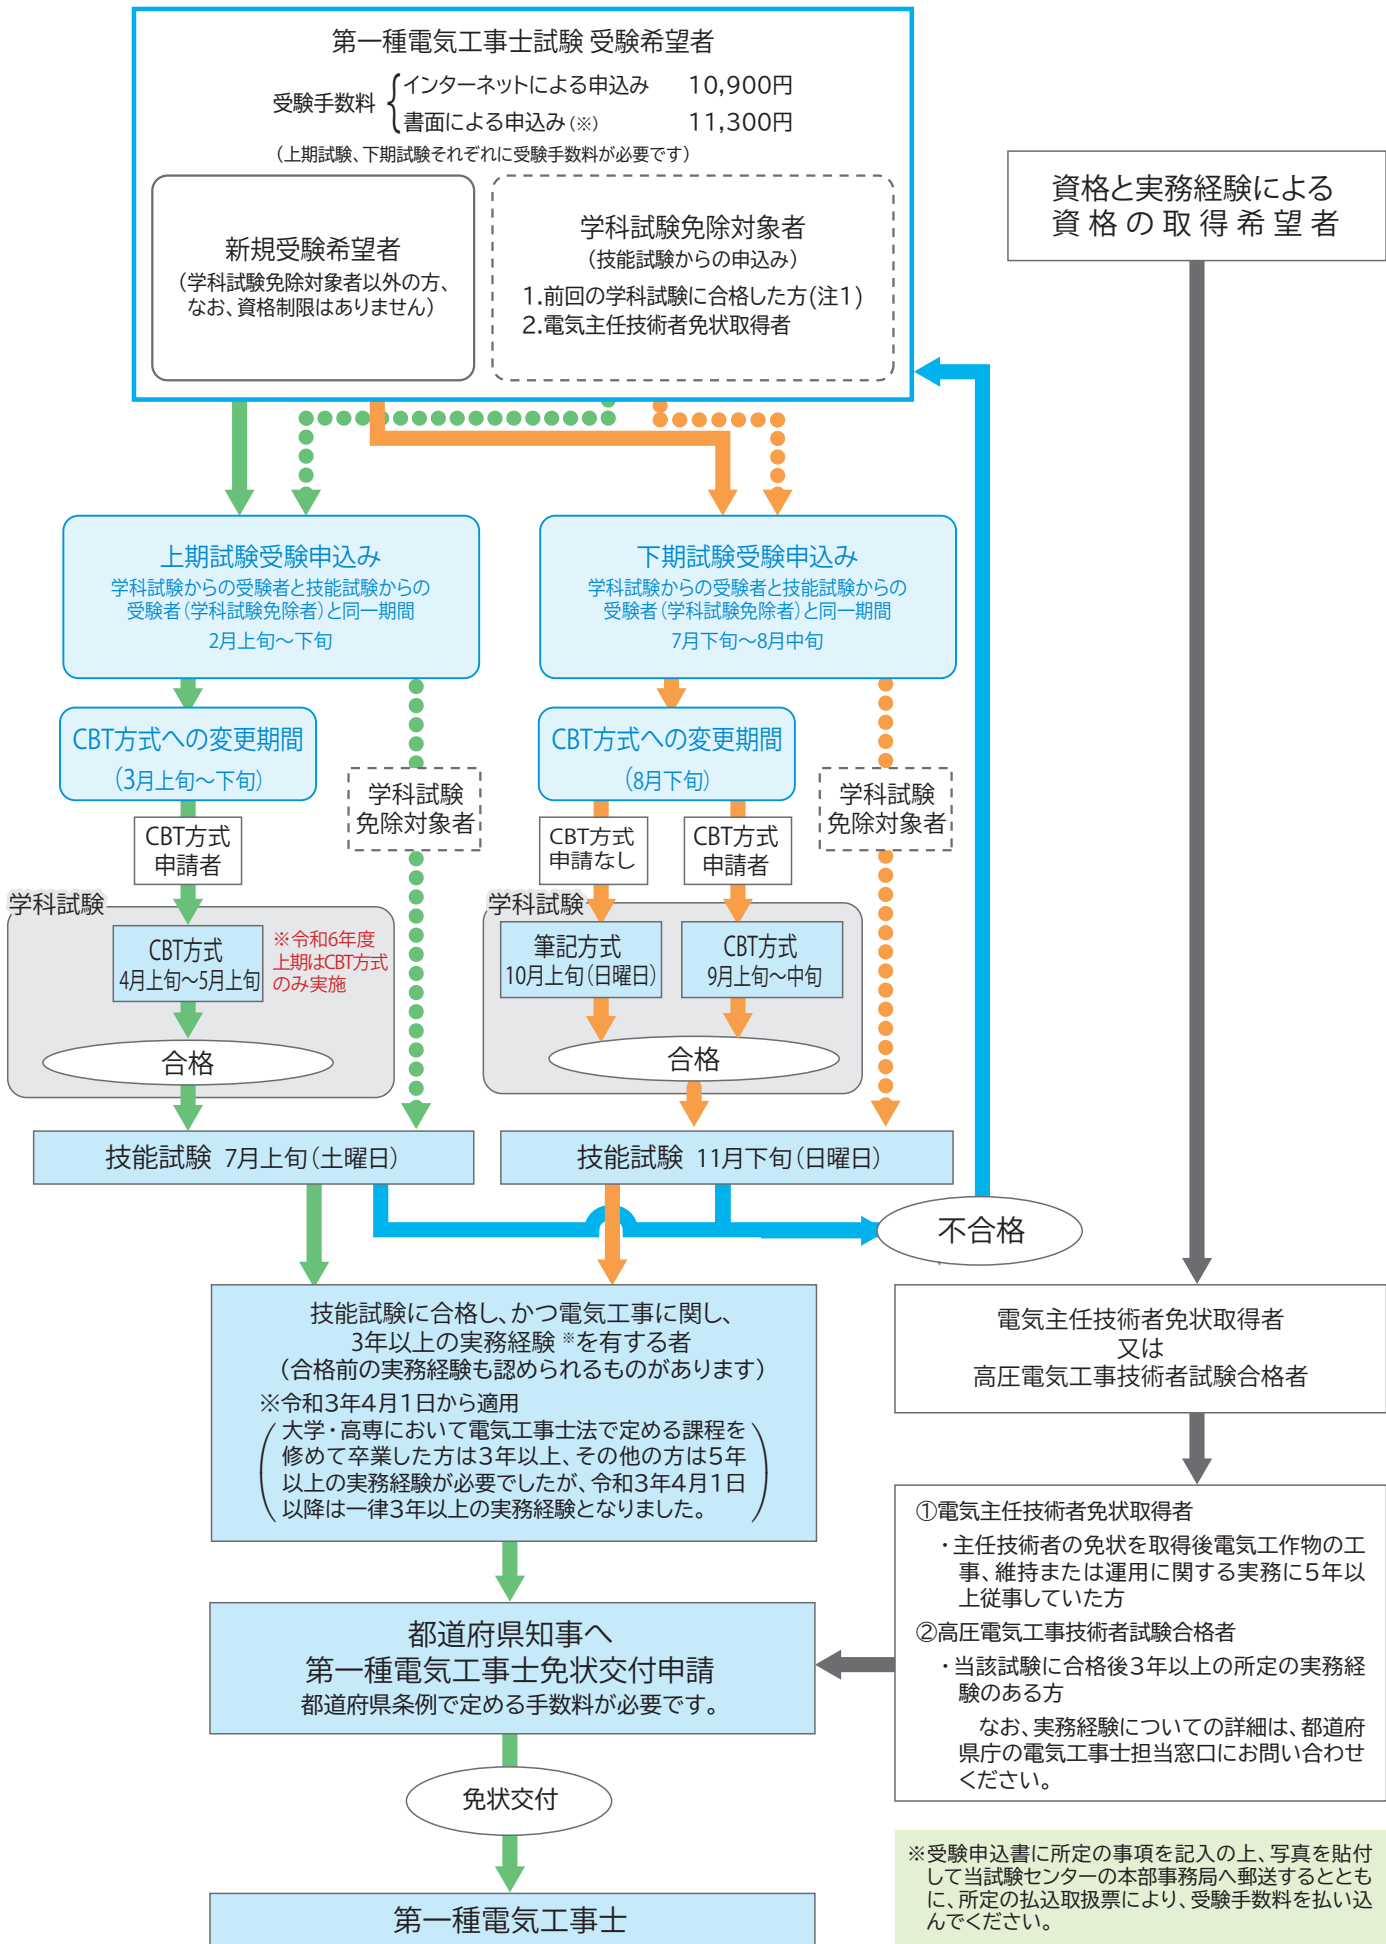 第一種電気工事士試験 受験希望者
受験手数料
インターネットによる申込み 10,900円
書面による申込み(※) 11,300円
(上期試験、下期試験それぞれに受験手数料が必要です)
新規受験希望者
(学科試験免除対象者以外の方、
なお、資格制限はありません)
学科試験免除対象者
(技能試験からの申込み)
1.前回の学科試験に合格した方(注1)
2.電気主任技術者免状取得者
資格と実務経験による
資格の取得希望者
上期試験受験申込み
学科試験からの受験者と技能試験からの
受験者(学科試験免除者)と同一期間
2月上旬～下旬
下期試験受験申込み
学科試験からの受験者と技能試験からの
受験者(学科試験免除者)と同一期間
7月下旬～8月中旬
CBT方式への変更期間
(3月上旬～下旬)
学科試験
免除対象者
CBT方式への変更期間
(8月下旬)
学科試験
免除対象者
CBT方式
申請者
CBT方式
申請なし
CBT方式
申請者
学科試験
CBT方式
4月上旬～5月上旬
※令和6年度
上期はCBT方式
のみ実施
合格
学科試験
筆記方式
10月上旬(日曜日)
CBT方式
9月上旬～中旬
合格
技能試験 7月上旬(土曜日)
技能試験 11月下旬(日曜日)
不合格
技能試験に合格し、かつ電気工事に関し、
3年以上の実務経験※を有する者
(合格前の実務経験も認められるものがあります)
※令和3年4月1日から適用
大学・高専において電気工事士法で定める課程を
修めて卒業した方は3年以上、その他の方は5年
以上の実務経験が必要でしたが、令和3年4月1日
以降は一律3年以上の実務経験となりました。
電気主任技術者免状取得者
又は
高圧電気工事技術者試験合格者
①電気主任技術者免状取得者
・主任技術者の免状を取得後電気工作物の工
事、維持または運用に関する実務に5年以
上従事していた方
②高圧電気工事技術者試験合格者
・当該試験に合格後3年以上の所定の実務経
験のある方
なお、実務経験についての詳細は、都道府
県庁の電気工事士担当窓口にお問い合わせ
ください。
都道府県知事へ
第一種電気工事士免状交付申請
都道府県条例で定める手数料が必要です。
免状交付
第一種電気工事士
※受験申込書に所定の事項を記入の上、写真を貼付
して当試験センターの本部事務局へ郵送するととも
に、所定の払込取扱票により、受験手数料を払い込
んでください。